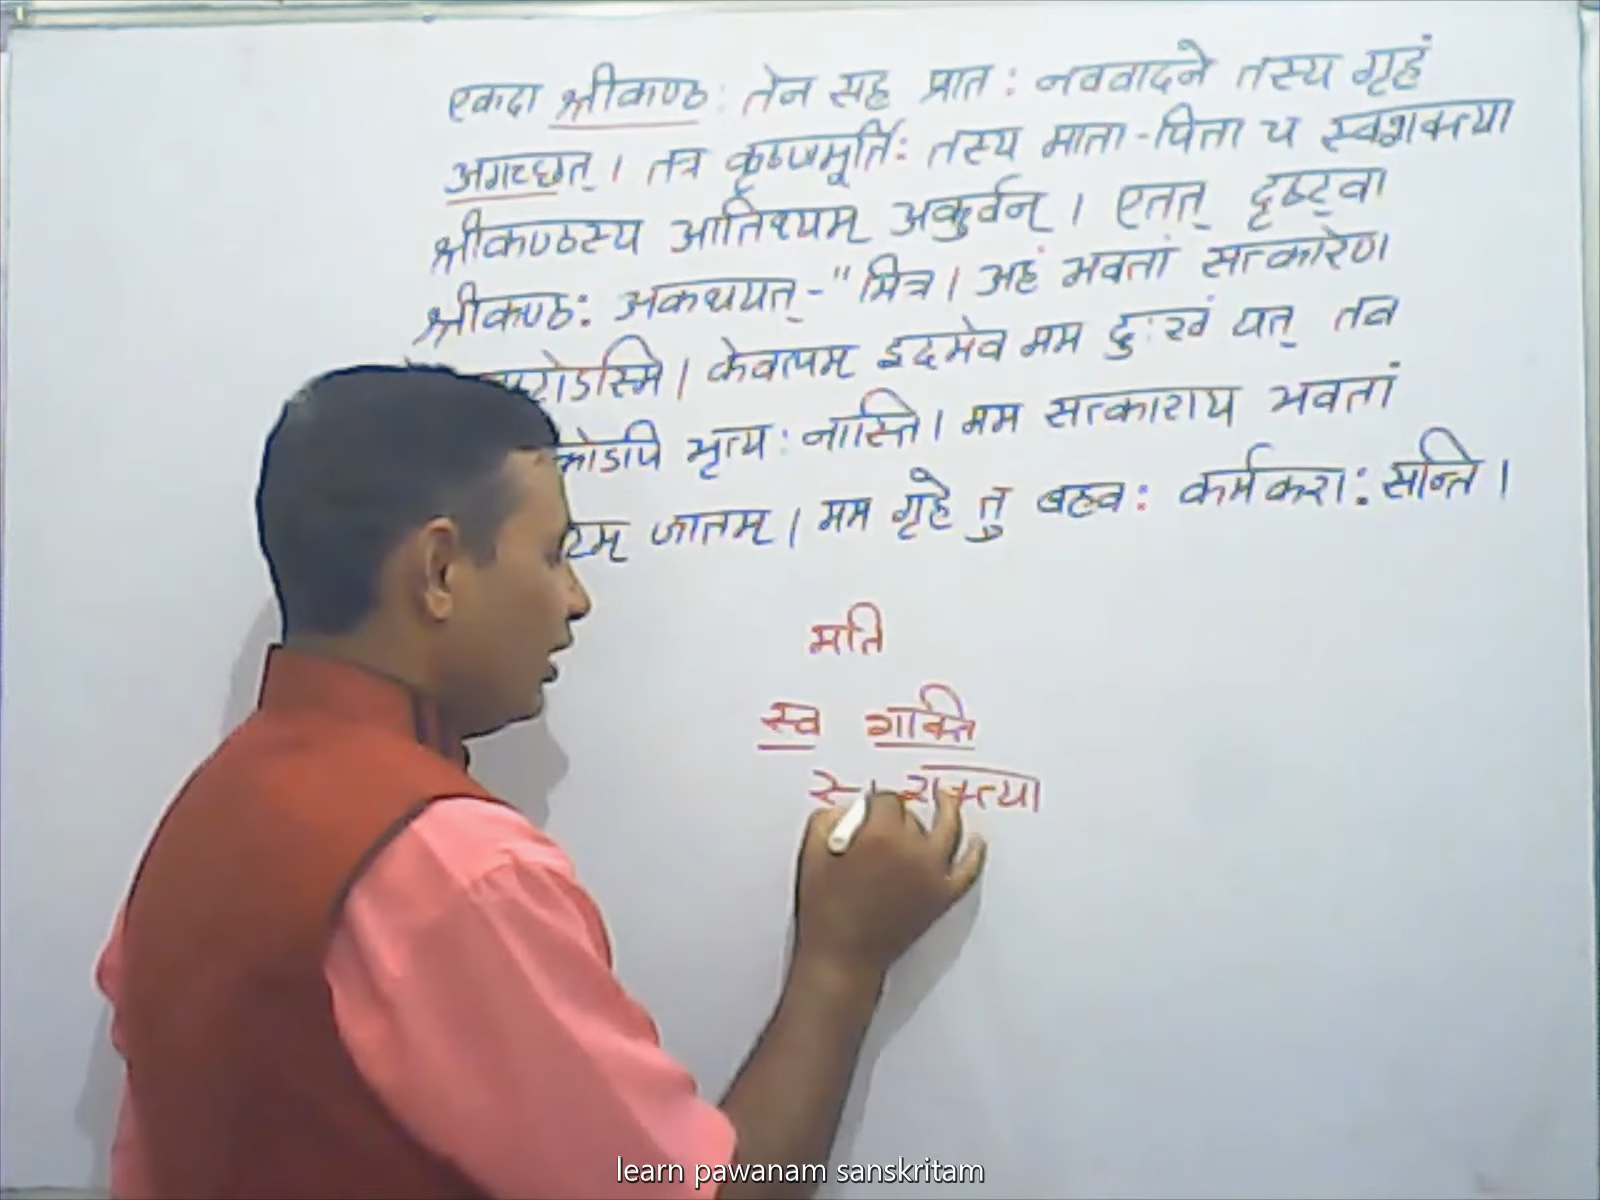 एकदा श्रीकण्ठः तेन सह प्रातः नववादने तस्य गृहं
अगच्छत्। तत्र कृष्णमूर्तिः तस्य माता-पिता च स्वशक्त्या
श्रीकण्ठस्य आतिथ्यम् अकुर्वन्। एतत् दृष्ट्वा
श्रीकण्ठः अकथयत्-"मित्र। अहं भवतां सत्कारेण
केवलम् इदमेव मम दुःखं यत् तव
कोऽपि भृत्यः नास्ति। मम सत्काराय भवतां
जातम्। मम गृहे तु बहवः कर्मकराः सन्ति।
मति
स्व शक्ति
शक्त्या
learn pawanam sanskritam